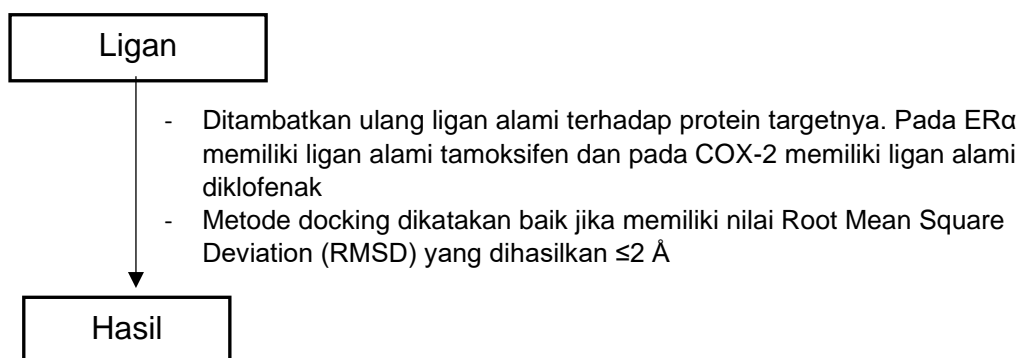 Ligan
- Ditambatkan ulang ligan alami terhadap protein targetnya. Pada ERα
memiliki ligan alami tamoksifen dan pada COX-2 memiliki ligan alami
diklofenak
- Metode docking dikatakan baik jika memiliki nilai Root Mean Square
Deviation (RMSD) yang dihasilkan ≤2 Å
Hasil